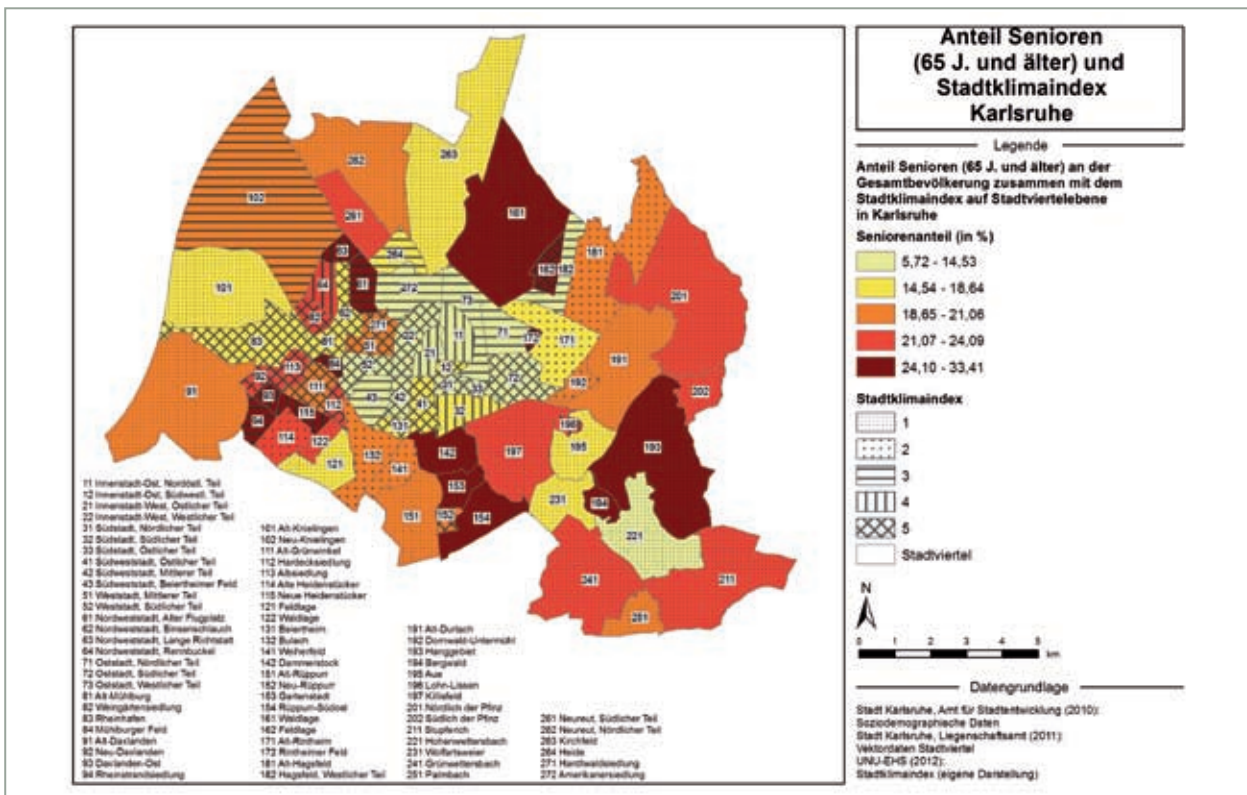 Anteil Senioren
(65 J. und älter) und
Stadtklimaindex
Karlsruhe
Legende
Anteil Senioren (65 J. und älter) an der
Gesamtbevölkerung zusammen mit dem
Stadtklimaindex auf Stadtviertelebene
in Karlsruhe
Seniorenanteil (in %)
5,72 - 14,53
14,54 - 18,64
18,65 - 21,06
21,07 - 24,09
24,10 - 33,41
Stadtklimaindex
1
2
3
4
5
Stadtviertel
N
0 1 2 3 4 5
km
Datengrundlage
Stadt Karlsruhe, Amt für Stadtentwicklung (2010):
Soziodemographische Daten
Stadt Karlsruhe, Liegenschaftsamt (2011):
Vektordaten Stadtviertel
UNU-EHS (2012):
Stadtklimaindex (eigene Darstellung)
11 Innenstadt-Ost, Nordöstl. Teil
12 Innenstadt-Ost, Südwestl. Teil
21 Innenstadt-West, Östlicher Teil
22 Innenstadt-West, Westlicher Teil
31 Südstadt, Nördlicher Teil
32 Südstadt, Südlicher Teil
33 Südstadt, Östlicher Teil
41 Südweststadt, Östlicher Teil
42 Südweststadt, Mittlerer Teil
43 Südweststadt, Beiertheimer Feld
51 Weststadt, Mittlerer Teil
52 Weststadt, Südlicher Teil
61 Nordweststadt, Alter Flugplatz
62 Nordweststadt, Binsenschlauch
63 Nordweststadt, Lange Richtstatt
64 Nordweststadt, Rennbuckel
71 Oststadt, Nördlicher Teil
72 Oststadt, Südlicher Teil
73 Oststadt, Westlicher Teil
81 Alt-Mühlburg
82 Weingärtensiedlung
83 Rheinhafen
84 Mühlburger Feld
91 Alt-Daxlanden
92 Neu-Daxlanden
93 Daxlanden-Ost
94 Rheinstrandsiedlung
101 Alt-Knielingen
102 Neu-Knielingen
111 Alt-Grünwinkel
112 Hardecksiedlung
113 Albsiedlung
114 Alte Heidenstücker
115 Neue Heidenstücker
121 Feldlage
122 Waldlage
131 Beiertheim
132 Bulach
141 Weiherfeld
142 Dammerstock
151 Alt-Rüppurr
152 Neu-Rüppurr
153 Gartenstadt
154 Rüppurr-Südost
161 Waldlage
162 Feldlage
171 Alt-Rintheim
172 Rintheimer Feld
181 Alt-Hagsfeld
182 Hagsfeld, Westlicher Teil
191 Alt-Durlach
192 Dornwald-Untermühl
193 Hanggebiet
194 Bergwald
195 Aue
196 Lohn-Lissen
197 Killisfeld
201 Nördlich der Pfinz
202 Südlich der Pfinz
211 Stupferich
221 Hohenwettersbach
231 Wolfartsweier
241 Grünwettersbach
251 Palmbach
261 Neureut, Südlicher Teil
262 Neureut, Nördlicher Teil
263 Kirchfeld
264 Heide
271 Hardtwaldsiedlung
272 Amerikanersiedlung